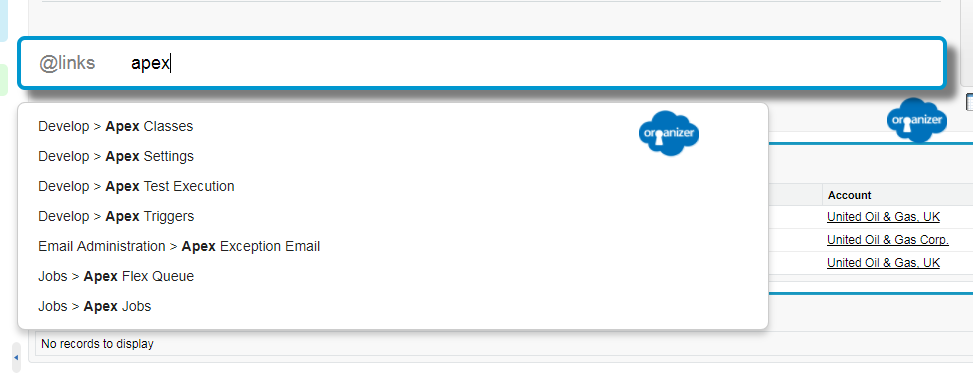 @links apex
organizer
organizer
Develop > Apex Classes
Develop > Apex Settings
Develop > Apex Test Execution
Develop > Apex Triggers
Email Administration > Apex Exception Email
Jobs > Apex Flex Queue
Jobs > Apex Jobs
Account
United Oil & Gas, UK
United Oil & Gas Corp.
United Oil & Gas, UK
No records to display